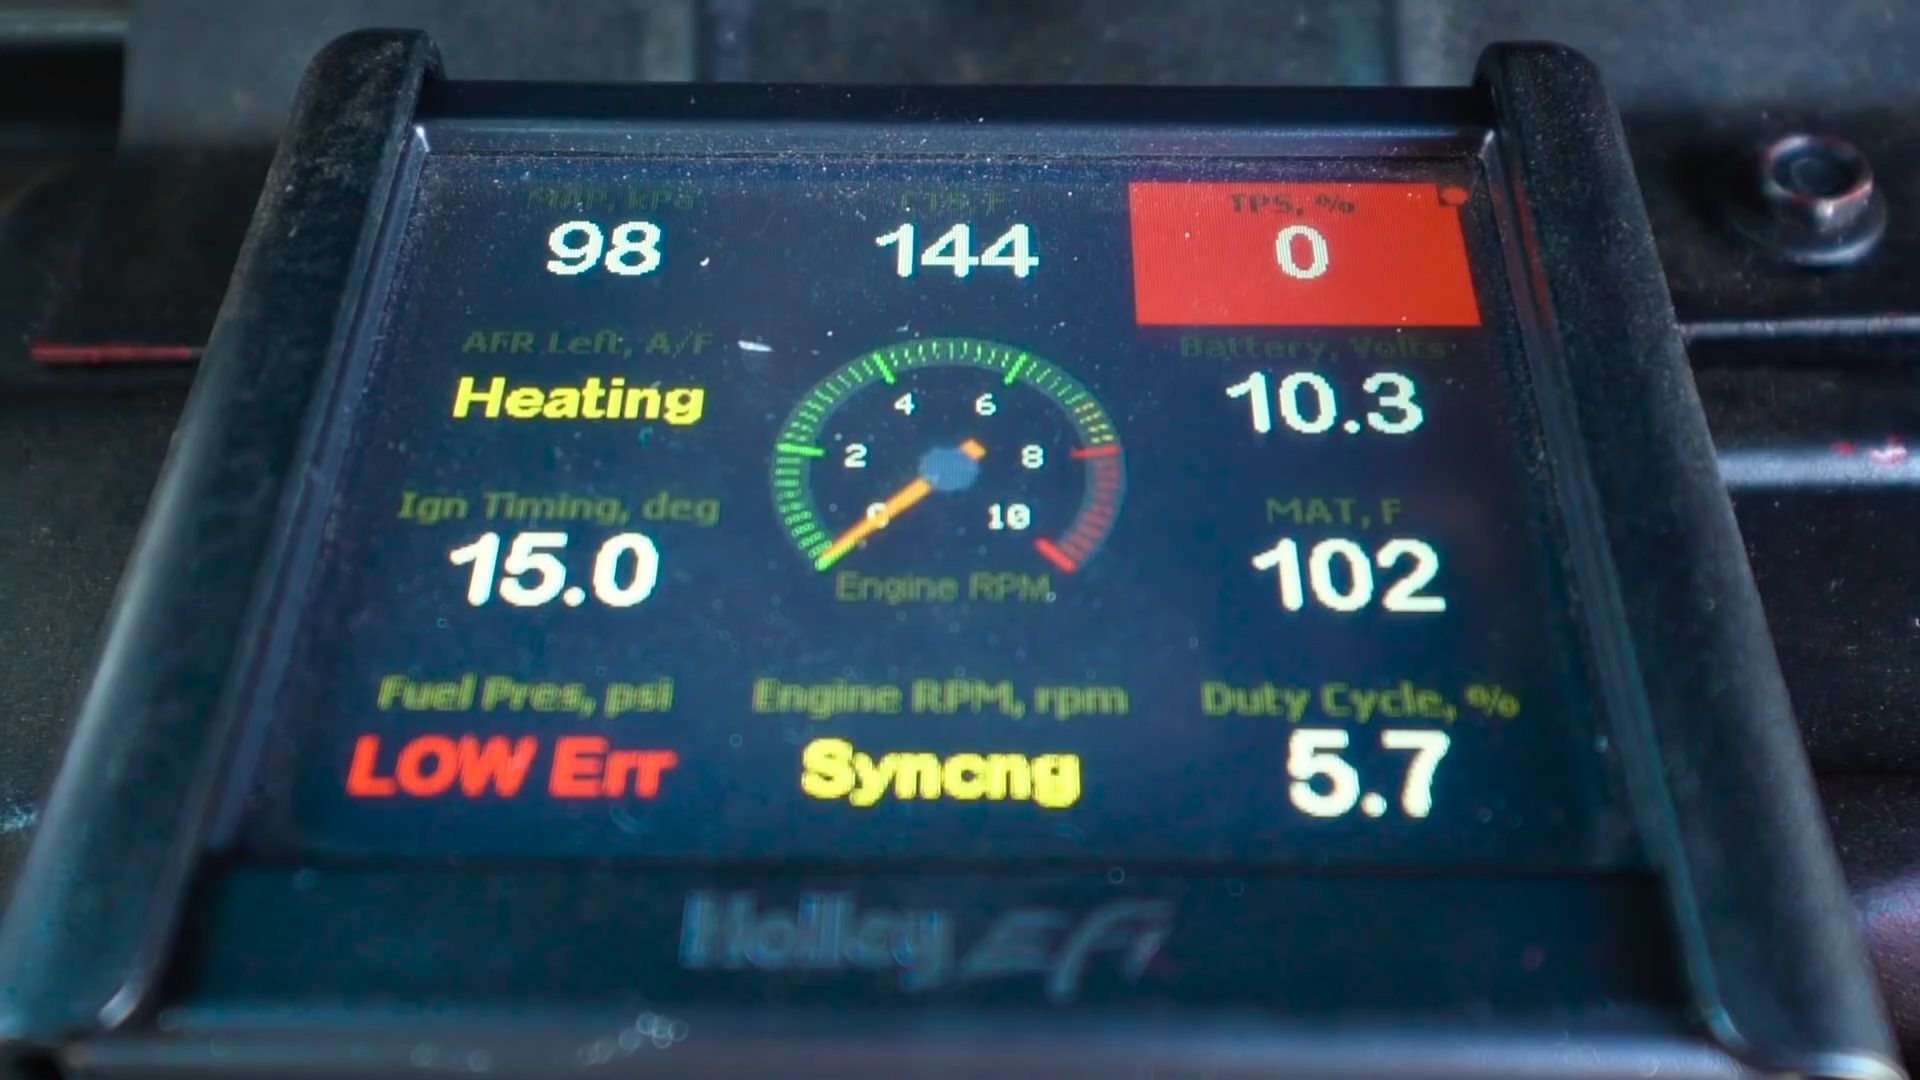 MAP, kPa
98
CTS, F
144
TPS, %
0
AFR Left, A/F
Heating
4 6
2 8
0 10
Engine RPM
Battery, Volts
10.3
Ign Timing, deg
15.0
MAT, F
102
Fuel Pres, psi
LOW Err
Engine RPM, rpm
Syncng
Duty Cycle, %
5.7
Holley EFI